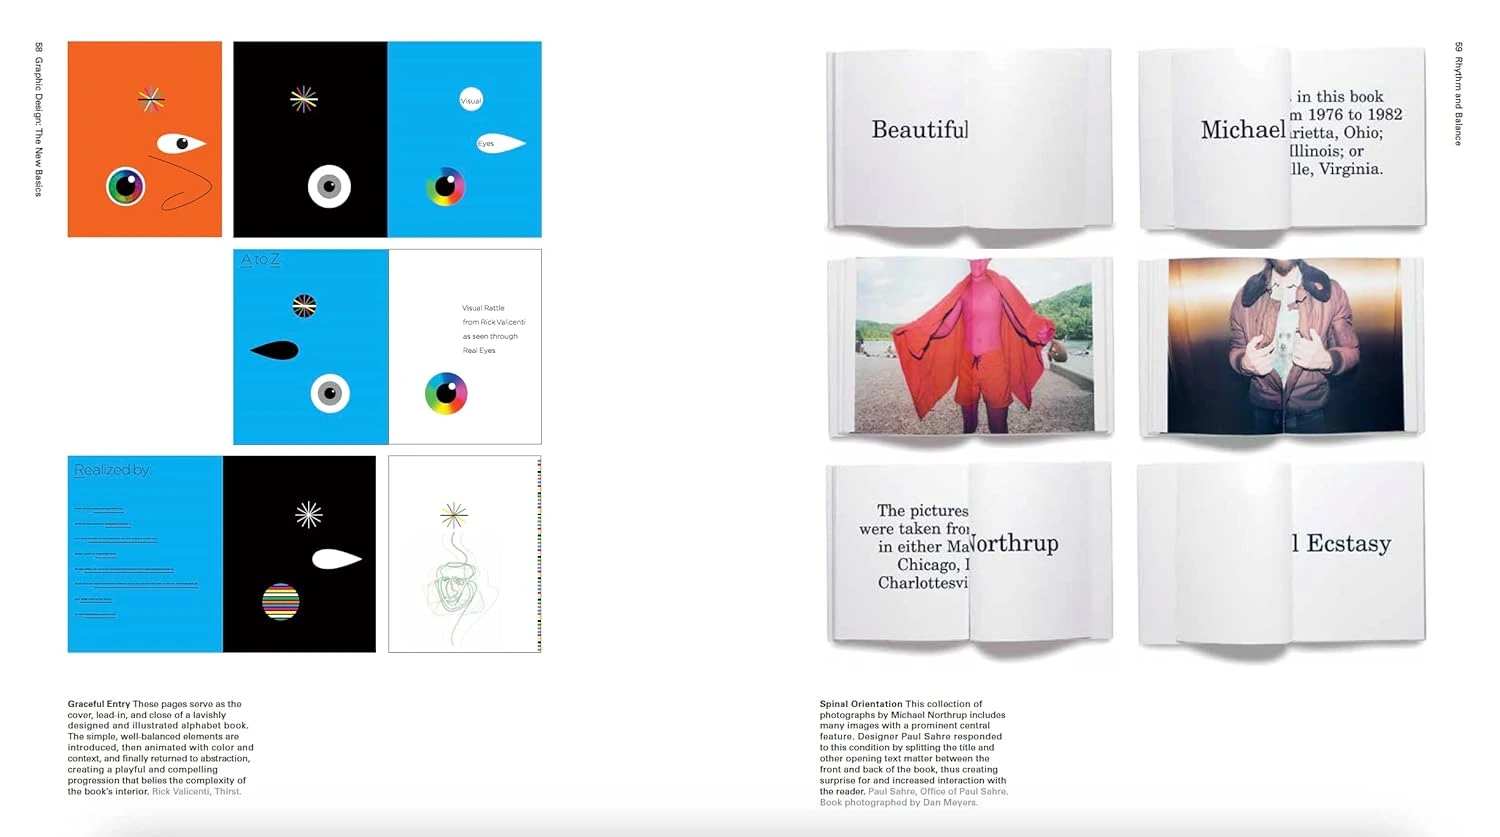 58 Graphic Design: The New Basics
Visual
Eyes
A to Z:
Visual Rattle
from Rick Valicenti
as seen through
Real Eyes
Realized by:
Graceful Entry These pages serve as the
cover, lead-in, and close of a lavishly
designed and illustrated alphabet book.
The simple, well-balanced elements are
introduced, then animated with color and
context, and finally returned to abstraction,
creating a playful and compelling
progression that belies the complexity of
the book's interior. Rick Valicenti, Thirst.
59 Rhythm and Balance
Beautiful
Michael
in this book
m 1976 to 1982
rietta, Ohio;
Illinois; or
lle, Virginia.
The pictures
were taken from
in either Ma
Chicago, I
Charlottesvi
Northrup
l Ecstasy
Spinal Orientation This collection of
photographs by Michael Northrup includes
many images with a prominent central
feature. Designer Paul Sahre responded
to this condition by splitting the title and
other opening text matter between the
front and back of the book, thus creating
surprise for and increased interaction with
the reader. Paul Sahre, Office of Paul Sahre.
Book photographed by Dan Meyers.